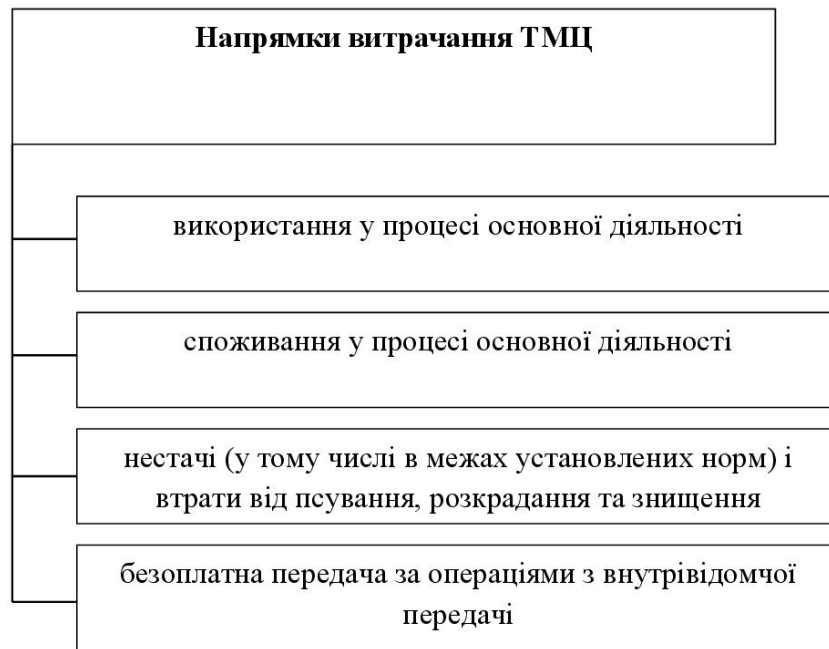 Напрямки витрачання ТМЦ
використання у процесі основної діяльності
споживання у процесі основної діяльності
нестачі (у тому числі в межах установлених норм) і
втрати від псування, розкрадання та знищення
безоплатна передача за операціями з внутрівідомчої
передачі